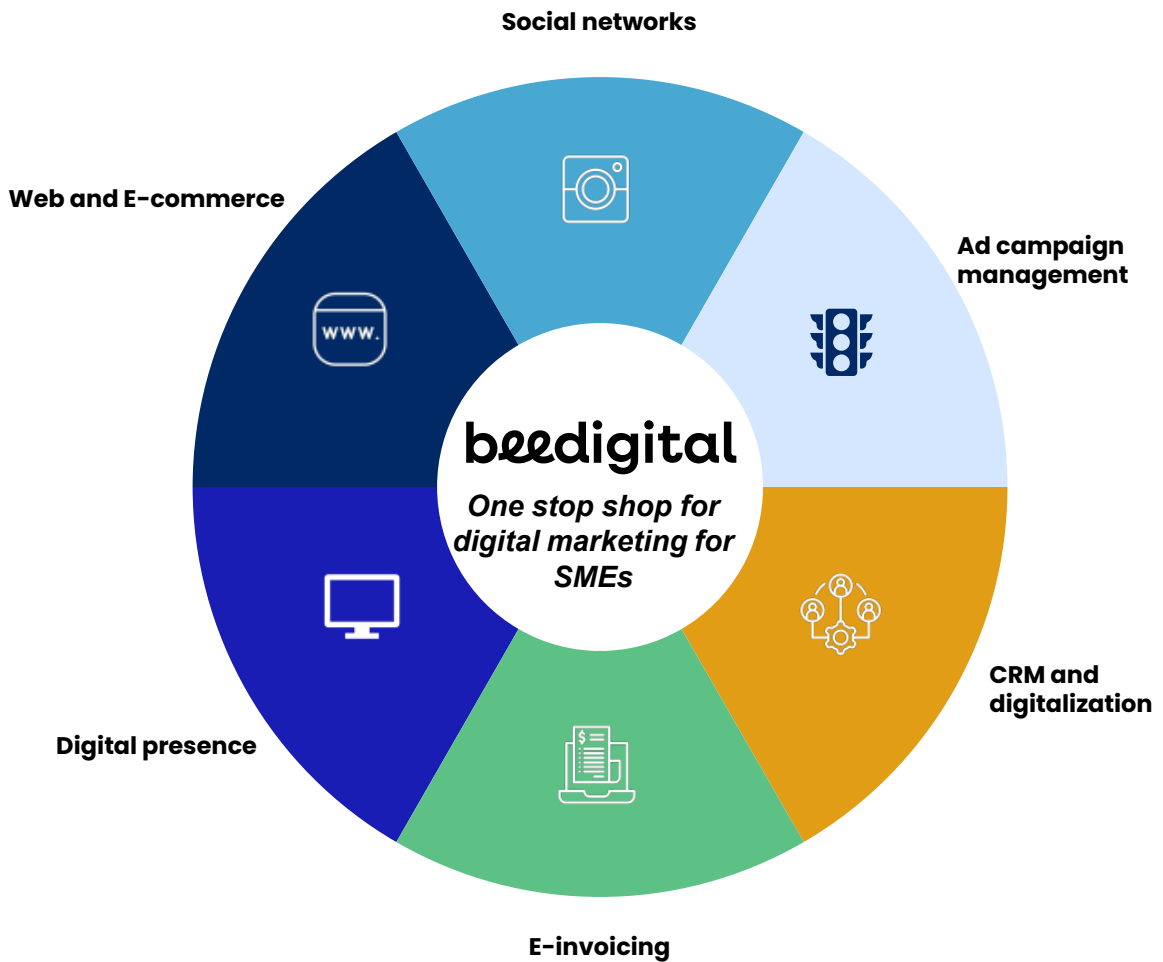 Social networks
Web and E-commerce
Ad campaign
management
www.
beedigital
One stop shop for
digital marketing for
SMEs
CRM and
digitalization
Digital presence
$
E-invoicing